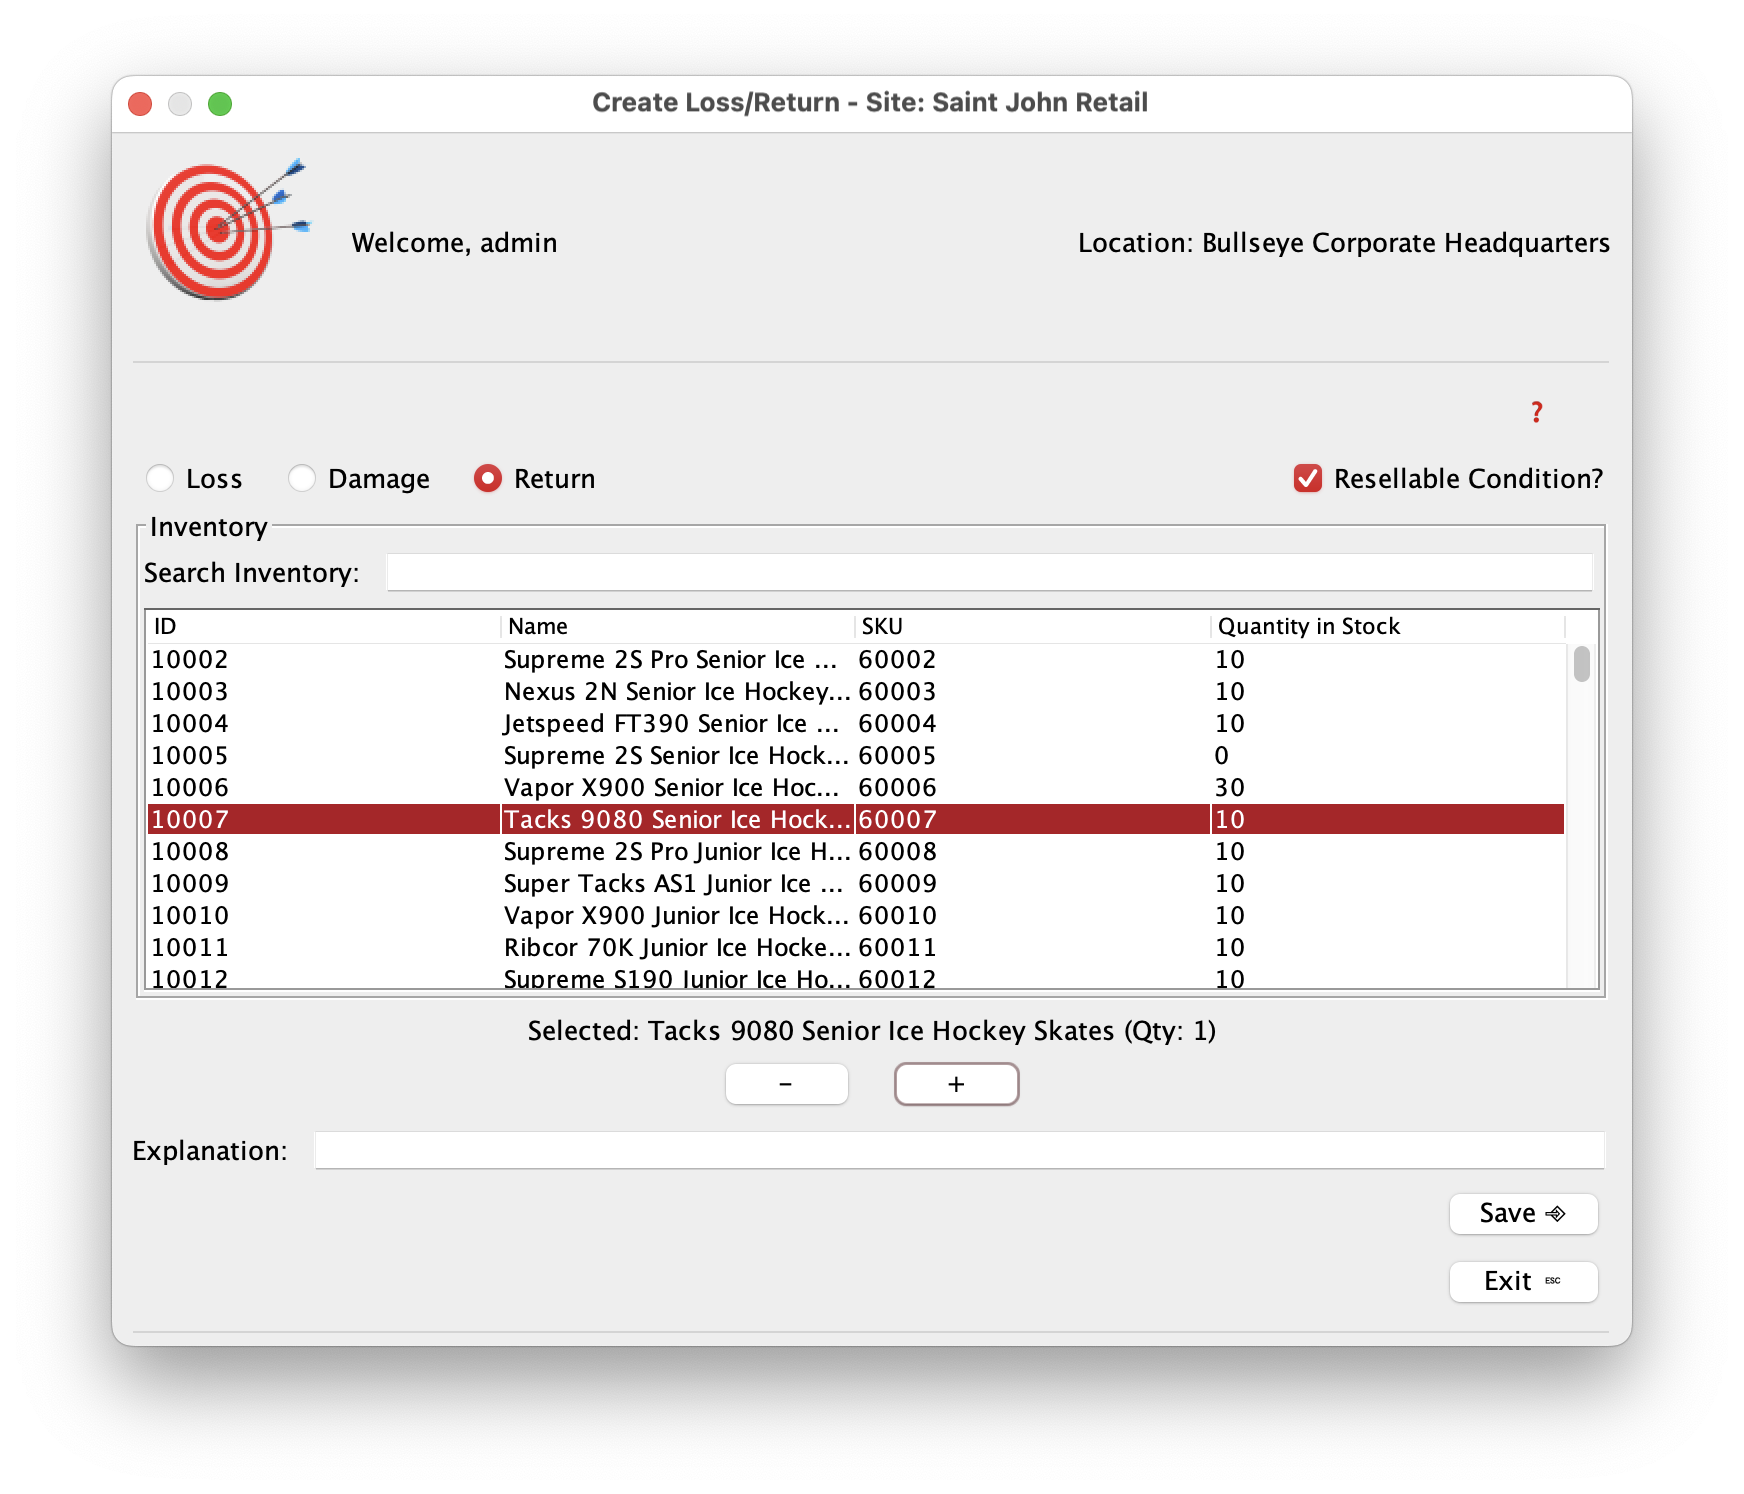 Create Loss/Return - Site: Saint John Retail
Welcome, admin
Location: Bullseye Corporate Headquarters
?
Loss Damage Return Resellable Condition?
Inventory
Search Inventory:
ID Name SKU Quantity in Stock
10002 Supreme 2S Pro Senior Ice ... 60002 10
10003 Nexus 2N Senior Ice Hockey... 60003 10
10004 Jetspeed FT390 Senior Ice ... 60004 10
10005 Supreme 2S Senior Ice Hock... 60005 0
10006 Vapor X900 Senior Ice Hoc... 60006 30
10007 Tacks 9080 Senior Ice Hock... 60007 10
10008 Supreme 2S Pro Junior Ice H... 60008 10
10009 Super Tacks AS1 Junior Ice ... 60009 10
10010 Vapor X900 Junior Ice Hock... 60010 10
10011 Ribcor 70K Junior Ice Hocke... 60011 10
10012 Supreme S190 Junior Ice Ho... 60012 10
Selected: Tacks 9080 Senior Ice Hockey Skates (Qty: 1)
- +
Explanation:
Save
Exit ESC